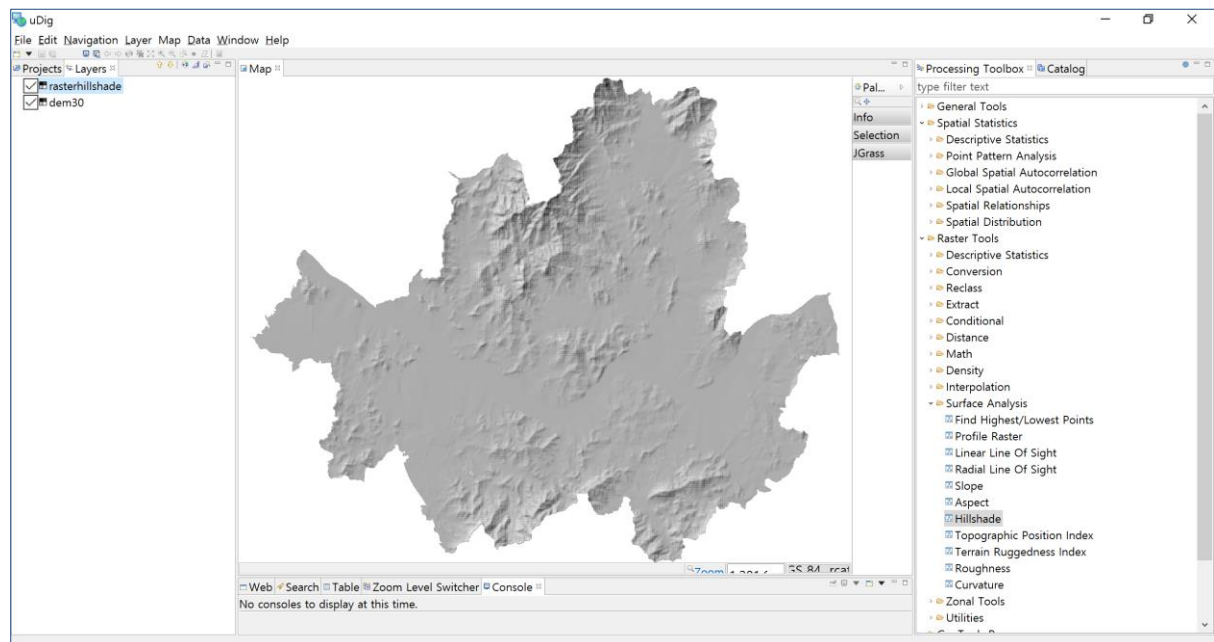 uDig
File Edit Navigation Layer Map Data Window Help
Projects Layers
rasterhillshade
dem30
Map
Pal...
Info
Selection
JGrass
Zoom
Web Search Table Zoom Level Switcher Console
No consoles to display at this time.
Processing Toolbox Catalog
type filter text
General Tools
Spatial Statistics
Descriptive Statistics
Point Pattern Analysis
Global Spatial Autocorrelation
Local Spatial Autocorrelation
Spatial Relationships
Spatial Distribution
Raster Tools
Descriptive Statistics
Conversion
Reclass
Extract
Conditional
Distance
Math
Density
Interpolation
Surface Analysis
Find Highest/Lowest Points
Profile Raster
Linear Line Of Sight
Radial Line Of Sight
Slope
Aspect
Hillshade
Topographic Position Index
Terrain Ruggedness Index
Roughness
Curvature
Zonal Tools
Utilities